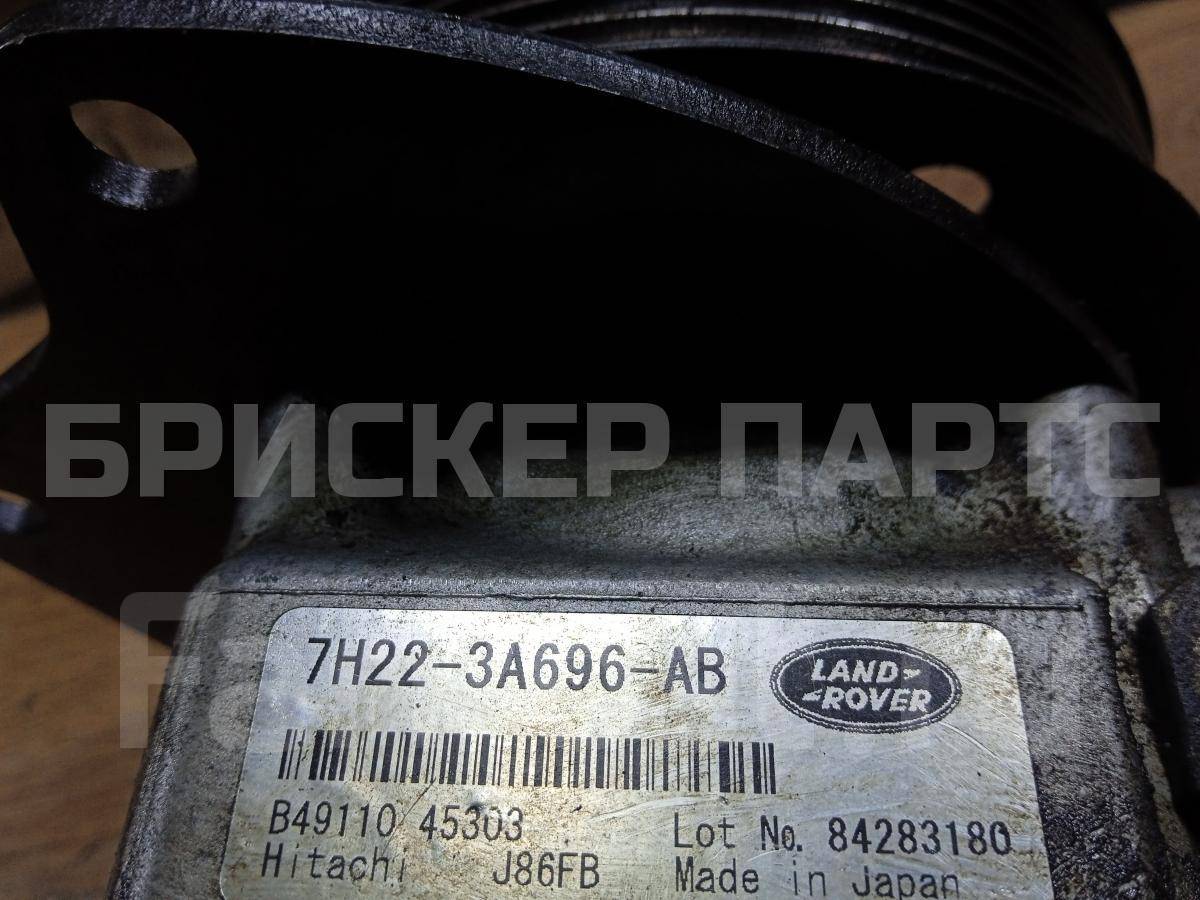 БРИСКЕР ПАРТС
7H22-3A696-AB
LAND
ROVER
B49110 45303
Lot No. 84283180
Hitachi J86FB
Made in Japan